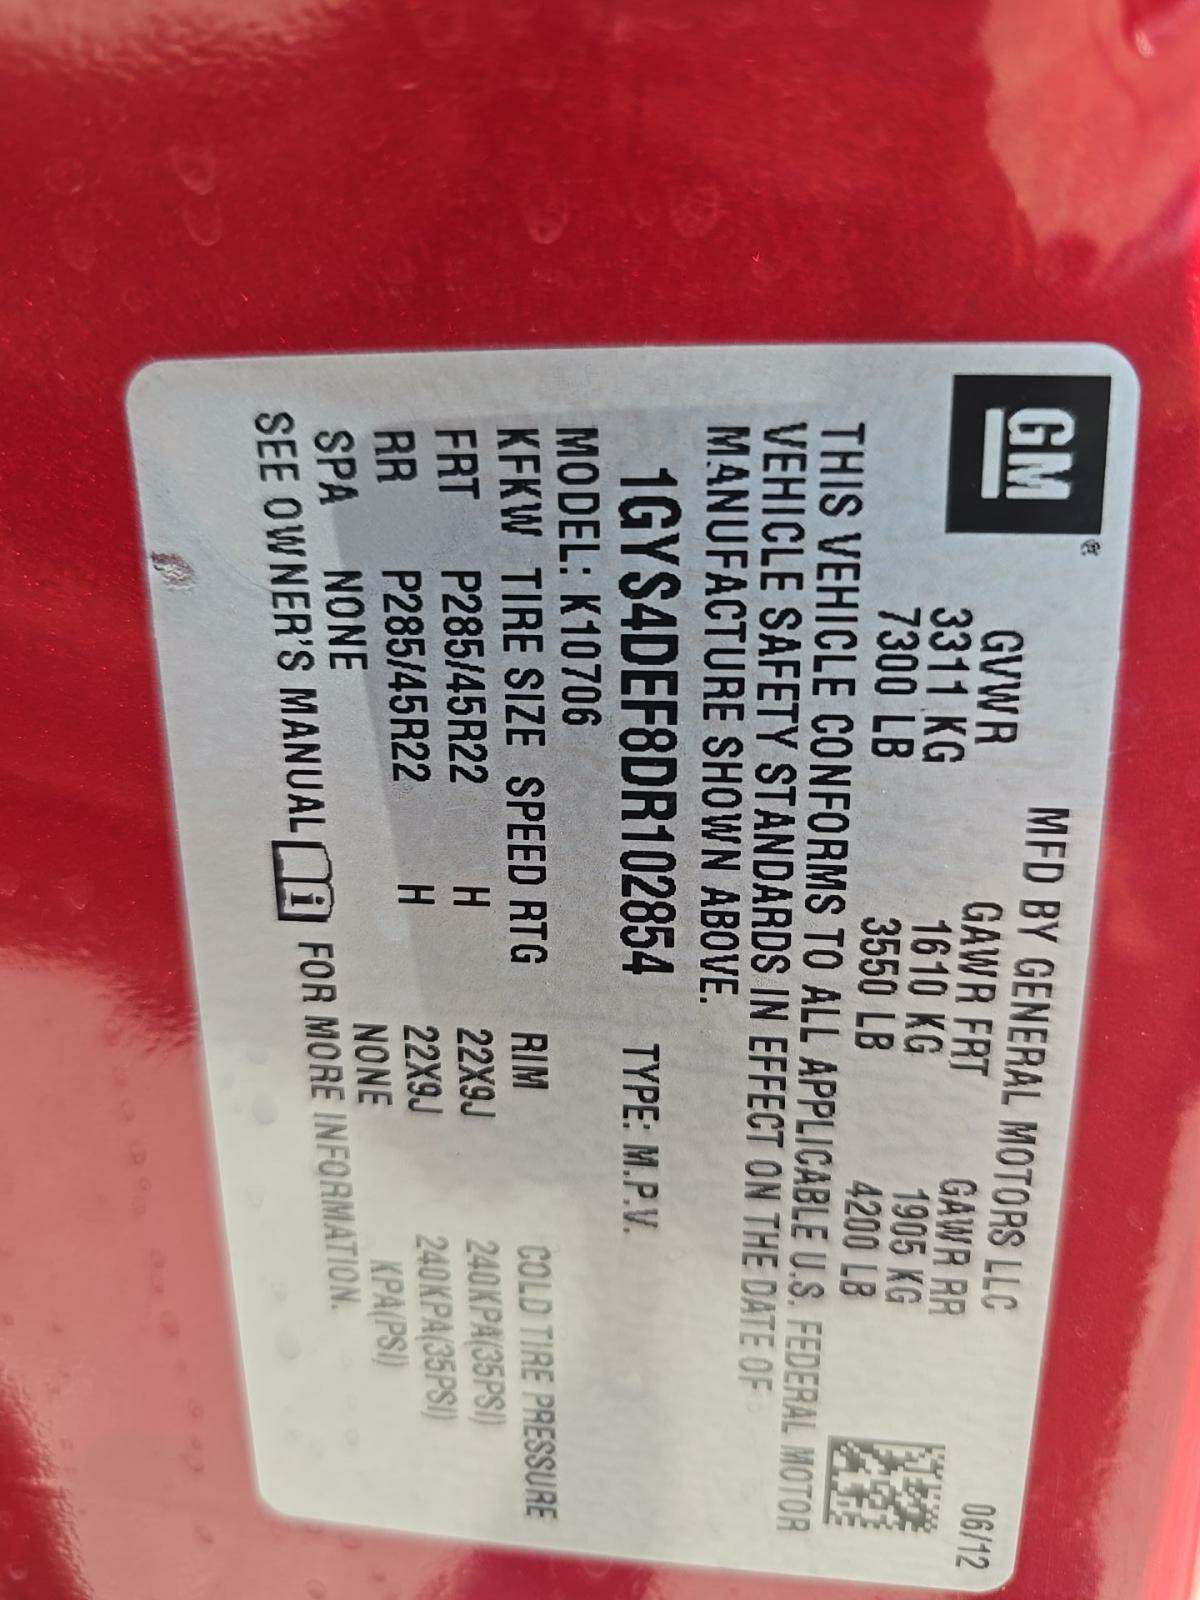 GM®
MFD BY GENERAL MOTORS LLC 06/12
GVWR GAWR FRT GAWR RR
3311 KG 1610 KG 1905 KG
7300 LB 3550 LB 4200 LB
THIS VEHICLE CONFORMS TO ALL APPLICABLE U.S. FEDERAL MOTOR
VEHICLE SAFETY STANDARDS IN EFFECT ON THE DATE OF
MANUFACTURE SHOWN ABOVE.
1GYS4DEF8DR102854 TYPE: M.P.V.
MODEL: K10706
KFKW TIRE SIZE SPEED RTG RIM COLD TIRE PRESSURE
FRT P285/45R22 H 22X9J 240KPA(35PSI)
RR P285/45R22 H 22X9J 240KPA(35PSI)
SPA NONE NONE KPA(PSI)
SEE OWNER'S MANUAL i FOR MORE INFORMATION.